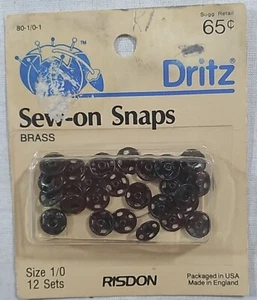 80-1/0-1
Sugg Retail
65¢
Dritz®
Sew-on Snaps
BRASS
Size 1/0
12 Sets
RISDON
Packaged in USA
Made in England